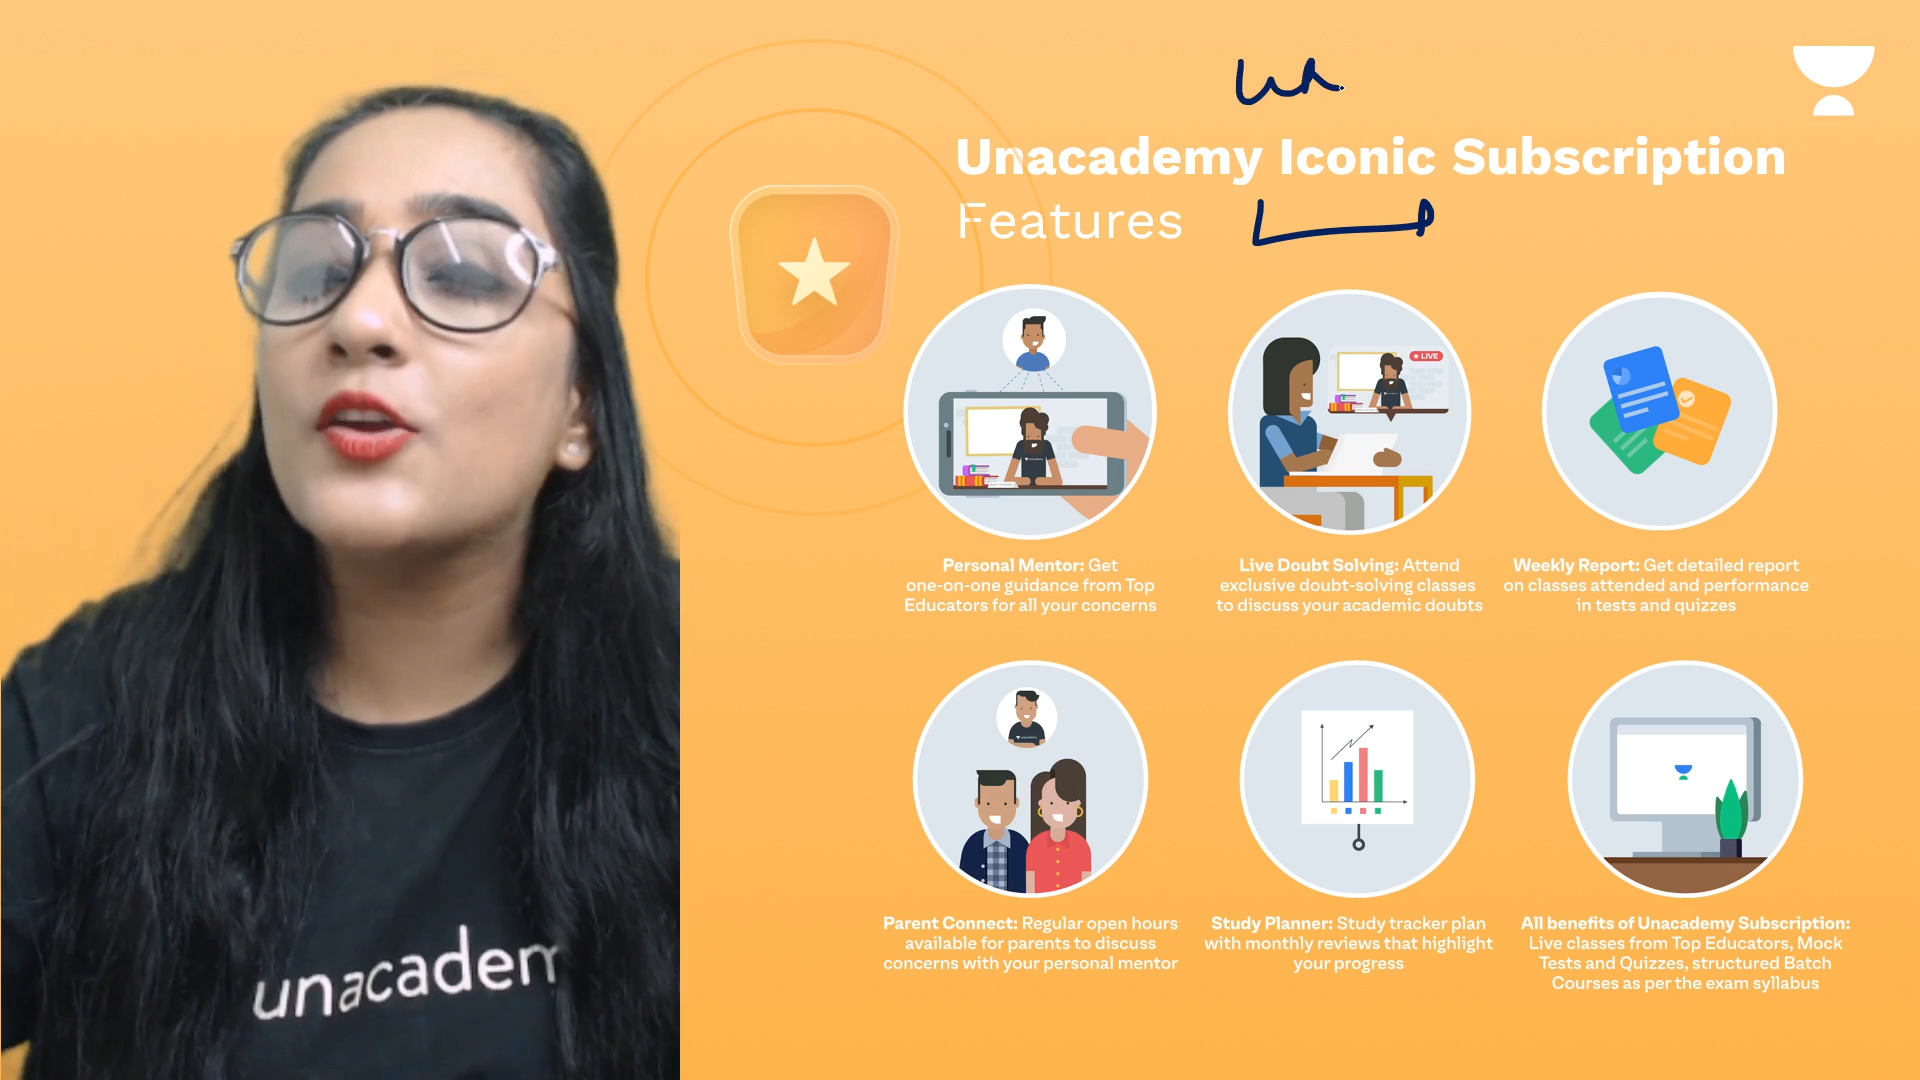 Unacademy Iconic Subscription
Features
LIVE
Personal Mentor: Get
one-on-one guidance from Top
Educators for all your concerns
Live Doubt Solving: Attend
exclusive doubt-solving classes
to discuss your academic doubts
Weekly Report: Get detailed report
on classes attended and performance
in tests and quizzes
Parent Connect: Regular open hours
available for parents to discuss
concerns with your personal mentor
Study Planner: Study tracker plan
with monthly reviews that highlight
your progress
All benefits of Unacademy Subscription:
Live classes from Top Educators, Mock
Tests and Quizzes, structured Batch
Courses as per the exam syllabus
unacadem